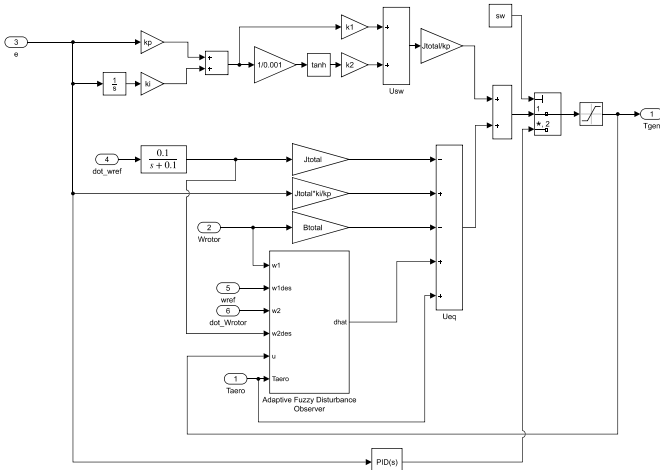 sw
3
e
kp
1/s
ki
+
+
1/0.001
tanh
k1
k2
+
+
Usw
Jtotal/kp
+
+
1
*, 2
1
Tgen
4
dot_wref
0.1
s + 0.1
Jtotal
Jtotal*ki/kp
2
Wrotor
Btotal
−
+
−
+
+
Ueq
5
wref
6
dot_Wrotor
1
Taero
w1
w1des
w2
w2des
u
Taero
dhat
Adaptive Fuzzy Disturbance
Observer
PID(s)